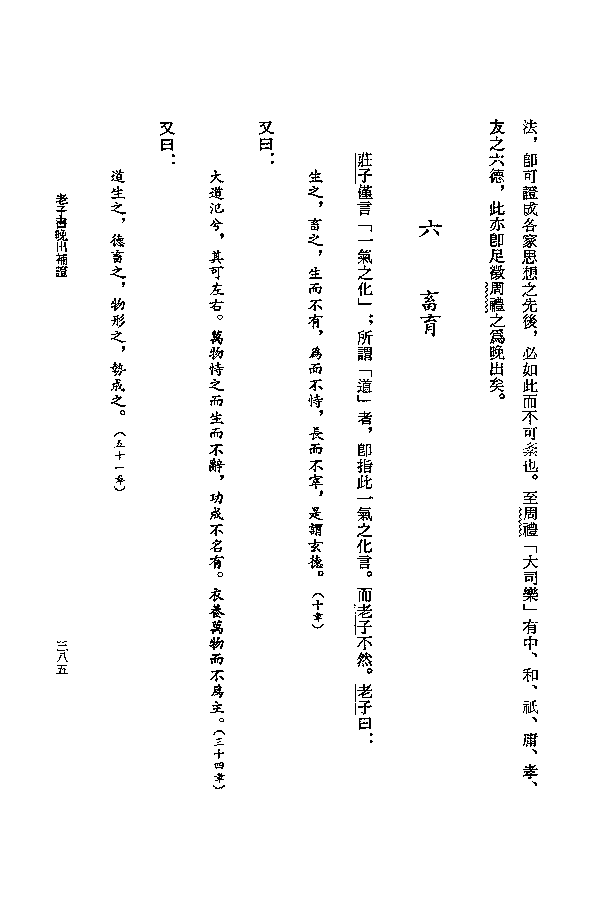 法，卽可證成各家思想之先後，必如此而不可紊也。至周禮「大司樂」有中、和、祗、庸、孝、
友之六德，此亦卽足徵周禮之爲晚出矣。
六　畜育
莊子僅言「一氣之化」；所謂「道」者，卽指此一氣之化言。而老子不然。老子曰：
生之，畜之，生而不有，爲而不恃，長而不宰，是謂玄德。（十章）
又曰：
大道氾兮，其可左右。萬物恃之而生而不辭，功成不名有。衣養萬物而不爲主。（三十四章）
又曰：
道生之，德畜之，物形之，勢成之。（五十一章）
老子書晚出補證
三八五